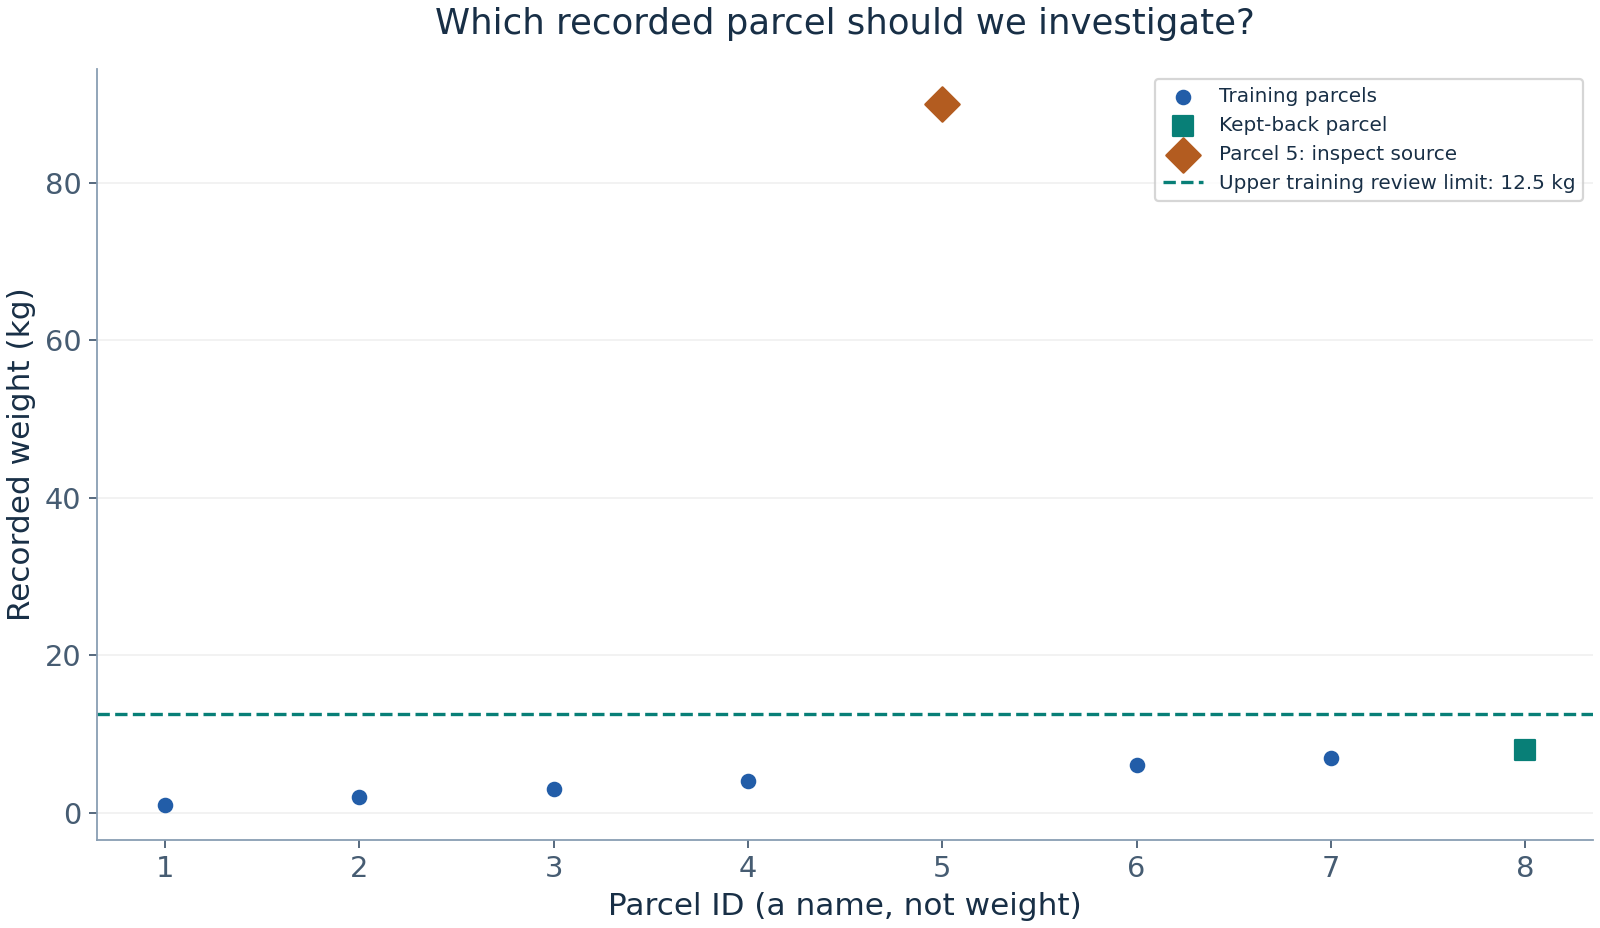 Which recorded parcel should we investigate?
Training parcels
Kept-back parcel
Parcel 5: inspect source
Upper training review limit: 12.5 kg
Recorded weight (kg)
80
60
40
20
0
1 2 3 4 5 6 7 8
Parcel ID (a name, not weight)